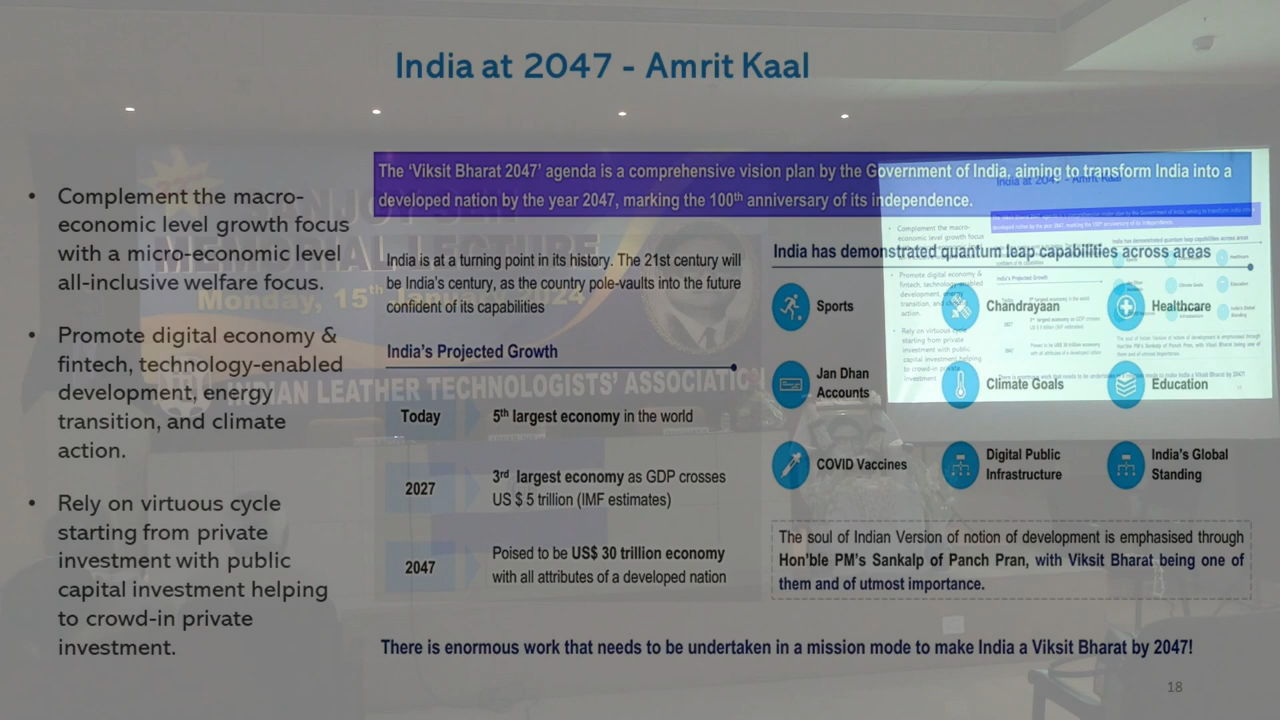 India at 2047 - Amrit Kaal
• Complement the macro-
economic level growth focus
with a micro-economic level
all-inclusive welfare focus.
• Promote digital economy &
fintech, technology-enabled
development, energy
transition, and climate
action.
• Rely on virtuous cycle
starting from private
investment with public
capital investment helping
to crowd-in private
investment.
The ‘Viksit Bharat 2047’ agenda is a comprehensive vision plan by the Government of India, aiming to transform India into a
developed nation by the year 2047, marking the 100th anniversary of its independence.
India is at a turning point in its history. The 21st century will
be India’s century, as the country pole-vaults into the future
confident of its capabilities
India’s Projected Growth
Today 5th largest economy in the world
2027 3rd largest economy as GDP crosses
US $ 5 trillion (IMF estimates)
2047 Poised to be US$ 30 trillion economy
with all attributes of a developed nation
India has demonstrated quantum leap capabilities across areas
Sports
Chandrayaan
Healthcare
Jan Dhan
Accounts
Climate Goals
Education
COVID Vaccines
Digital Public
Infrastructure
India’s Global
Standing
The soul of Indian Version of notion of development is emphasised through
Hon’ble PM’s Sankalp of Panch Pran, with Viksit Bharat being one of
them and of utmost importance.
There is enormous work that needs to be undertaken in a mission mode to make India a Viksit Bharat by 2047!
18
MEMORIAL LECTURE
Monday, 15th January 2024
INDIAN LEATHER TECHNOLOGISTS’ ASSOCIATION